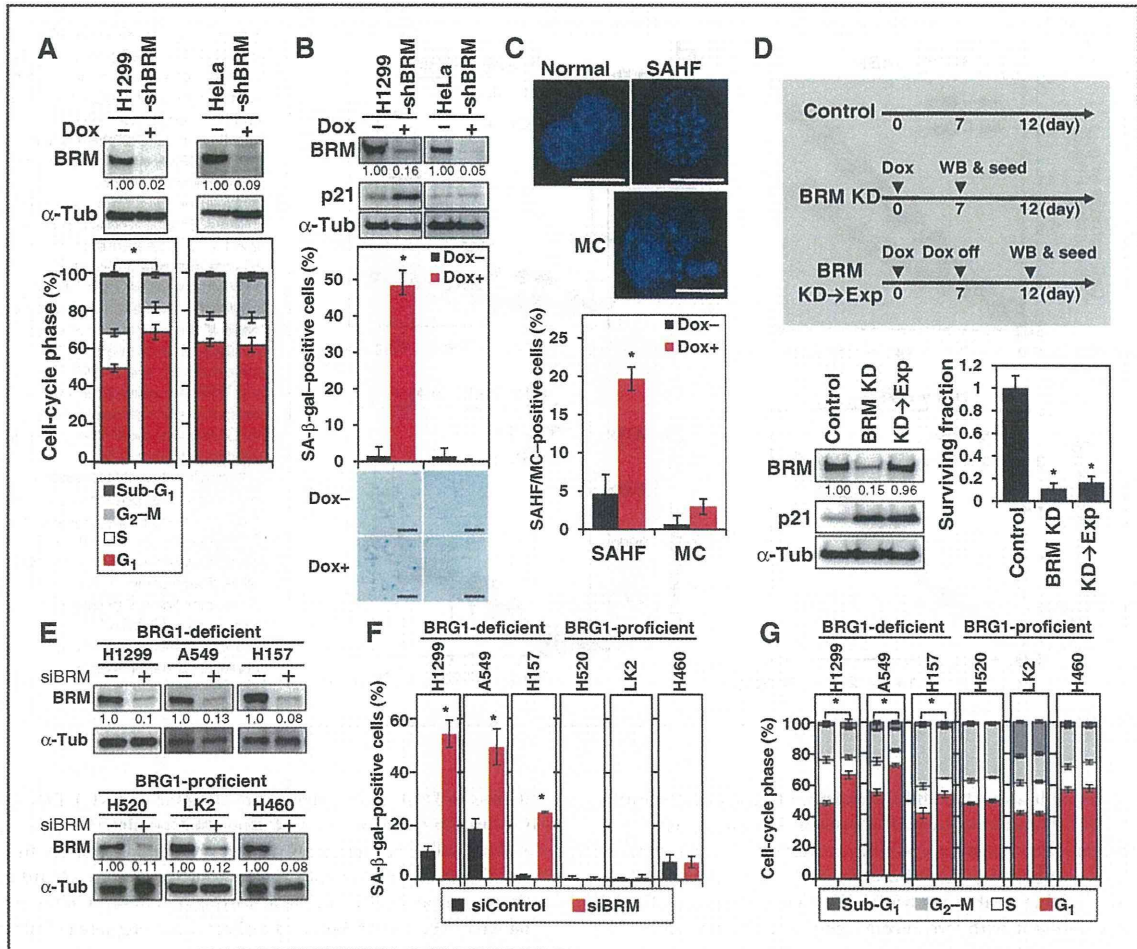 A
H1299
-shBRM
HeLa
-shBRM
Dox − + − +
BRM
1.00 0.02 1.00 0.09
α-Tub
*
Cell-cycle phase (%)
100
80
60
40
20
0
Sub-G1
G2–M
S
G1
B
H1299
-shBRM
HeLa
-shBRM
Dox − + − +
BRM
1.00 0.16 1.00 0.05
p21
α-Tub
SA-β-gal–positive cells (%)
50
40
30
20
10
0
*
Dox−
Dox+
Dox−
Dox+
C
Normal SAHF
MC
SAHF/MC–positive cells (%)
25
20
15
10
5
0
*
Dox−
Dox+
SAHF MC
D
Control
0 7 12(day)
Dox WB & seed
BRM KD
0 7 12(day)
Dox Dox off WB & seed
BRM
KD→Exp
0 7 12(day)
Control
BRM KD
KD→Exp
BRM
1.00 0.15 0.96
p21
α-Tub
Surviving fraction
1.2
1
0.8
0.6
0.4
0.2
0
* *
Control
BRM KD
KD→Exp
E
BRG1-deficient
H1299 A549 H157
siBRM − + − + − +
BRM
1.0 0.1 1.0 0.13 1.0 0.08
α-Tub
BRG1-proficient
H520 LK2 H460
siBRM − + − + − +
BRM
1.00 0.11 1.00 0.12 1.00 0.08
α-Tub
F
BRG1-deficient BRG1-proficient
H1299
A549
H157
H520
LK2
H460
SA-β-gal–positive cells (%)
60
40
20
0
* * *
siControl siBRM
G
BRG1-deficient BRG1-proficient
H1299
A549
H157
H520
LK2
H460
* * *
Cell-cycle phase (%)
100
80
60
40
20
0
Sub-G1 G2–M S G1